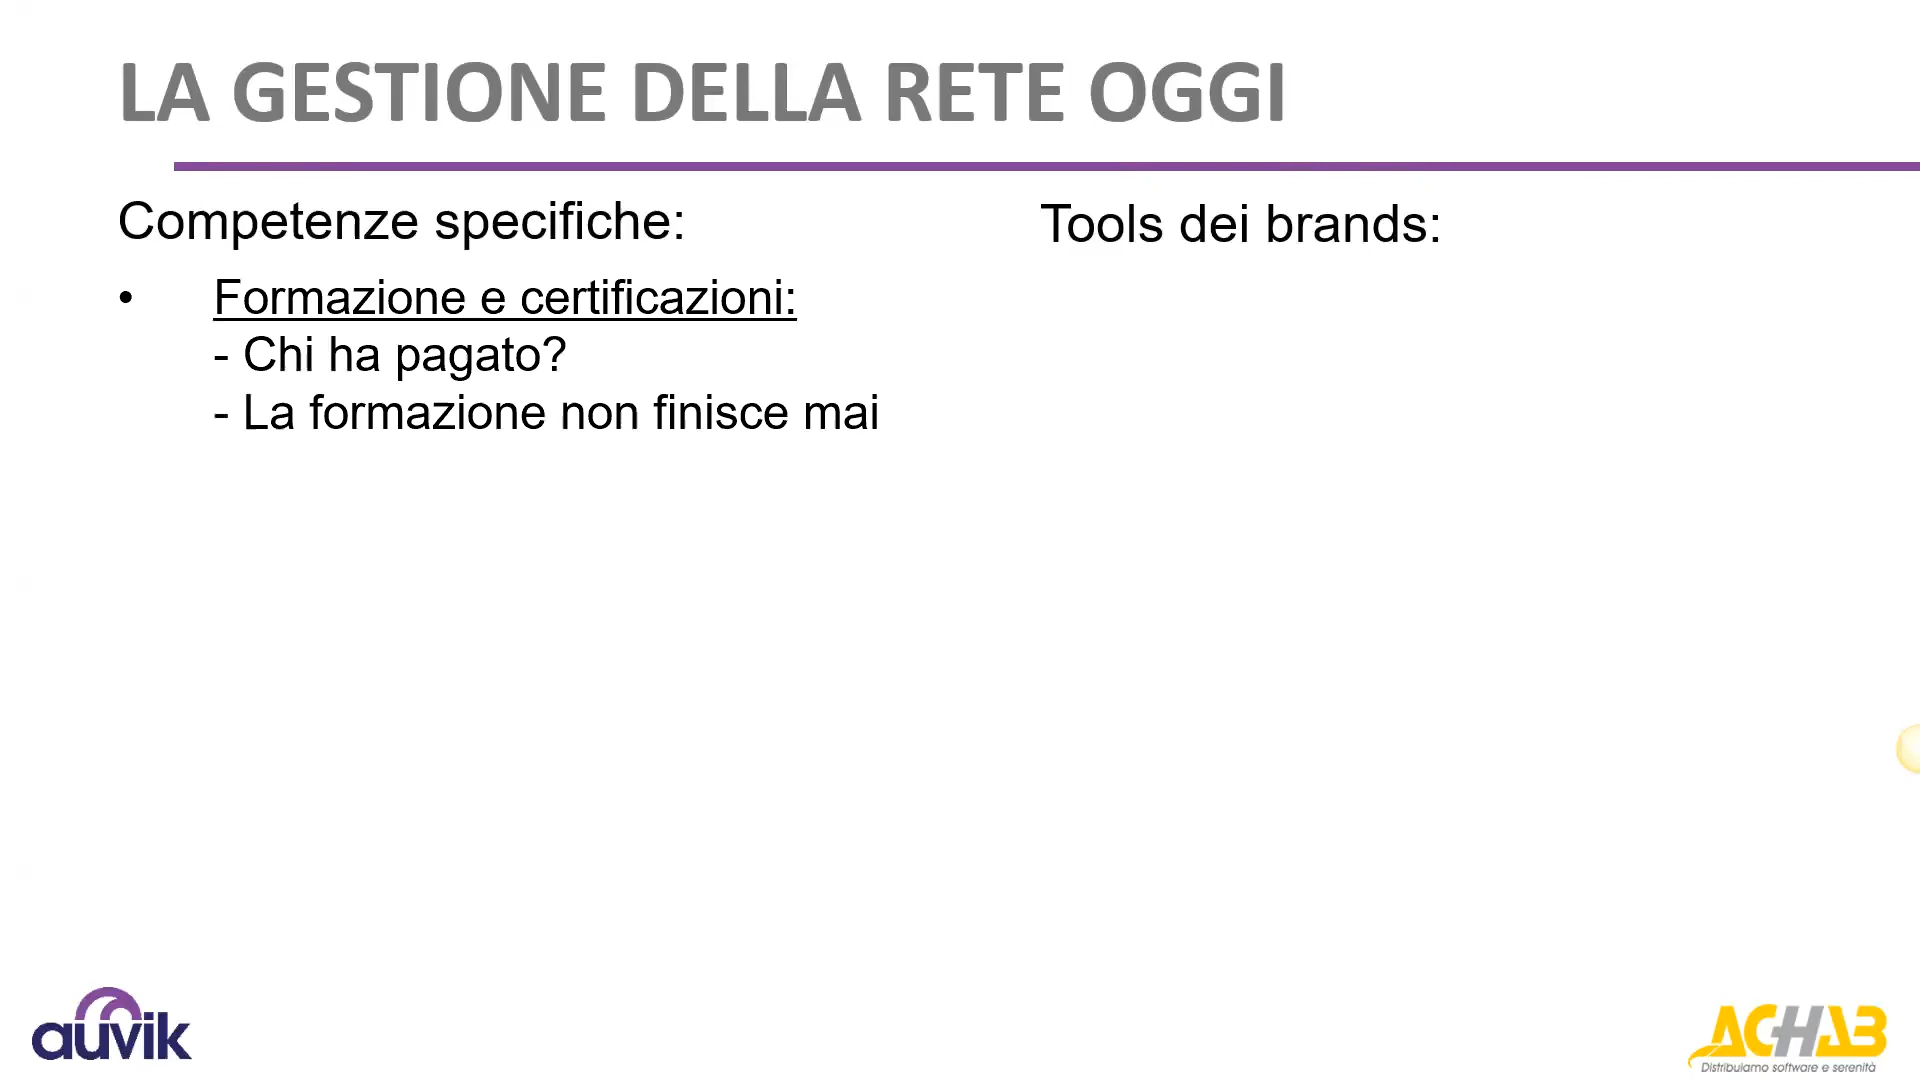 LA GESTIONE DELLA RETE OGGI
Competenze specifiche:
• Formazione e certificazioni:
- Chi ha pagato?
- La formazione non finisce mai
Tools dei brands:
auvik
ACHAB
Distribuiamo software e serenità